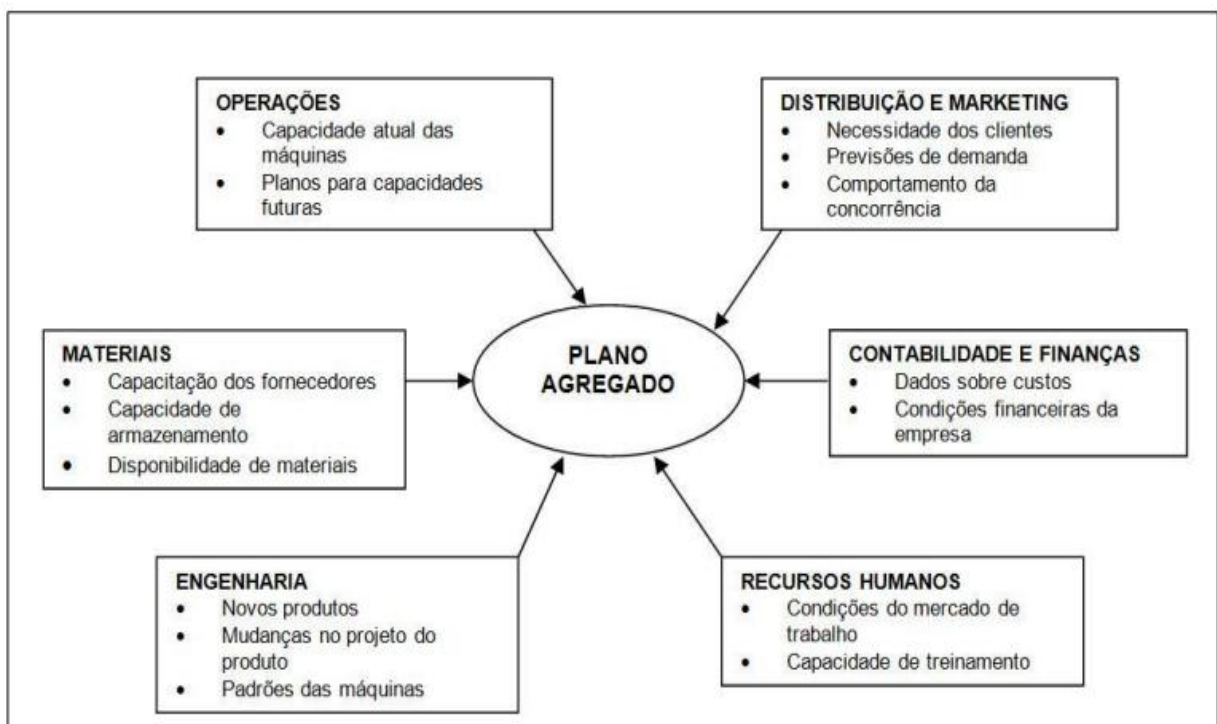 OPERAÇÕES
• Capacidade atual das
máquinas
• Planos para capacidades
futuras
DISTRIBUIÇÃO E MARKETING
• Necessidade dos clientes
• Previsões de demanda
• Comportamento da
concorrência
MATERIAIS
• Capacitação dos fornecedores
• Capacidade de
armazenamento
• Disponibilidade de materiais
PLANO
AGREGADO
CONTABILIDADE E FINANÇAS
• Dados sobre custos
• Condições financeiras da
empresa
ENGENHARIA
• Novos produtos
• Mudanças no projeto do
produto
• Padrões das máquinas
RECURSOS HUMANOS
• Condições do mercado de
trabalho
• Capacidade de treinamento